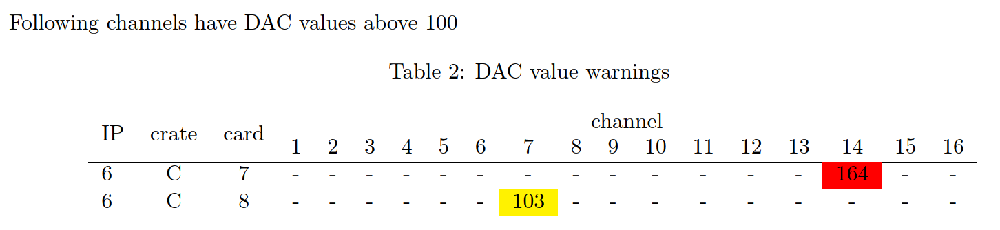 Following channels have DAC values above 100
Table 2: DAC value warnings
IP crate card channel
1 2 3 4 5 6 7 8 9 10 11 12 13 14 15 16
6 C 7 - - - - - - - - - - - - - 164 - -
6 C 8 - - - - - - 103 - - - - - - - - -